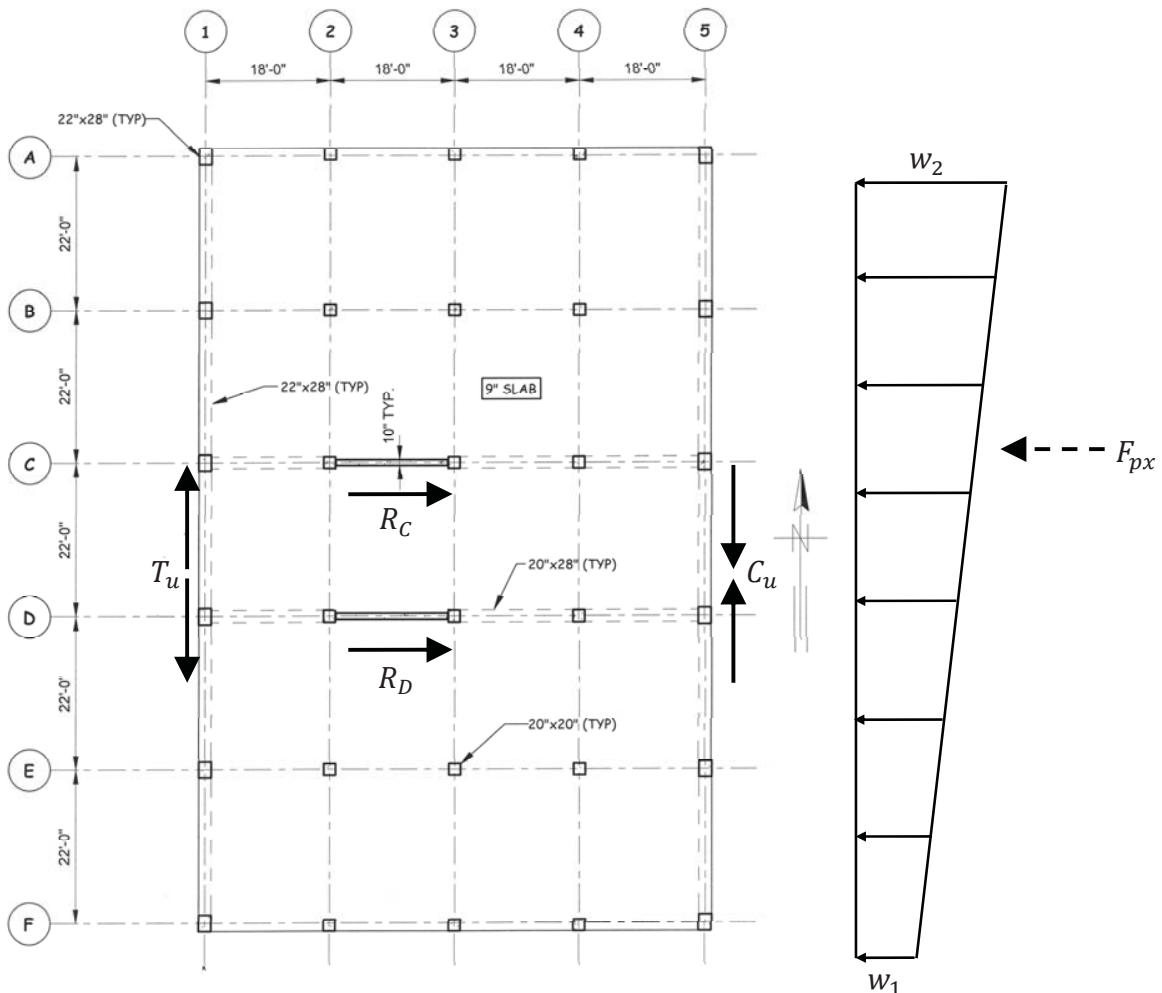 1 2 3 4 5
18'-0" 18'-0" 18'-0" 18'-0"
22"x28" (TYP)
A
w₂
22'-0"
B
22'-0"
22"x28" (TYP)
10" TYP.
9" SLAB
F_px
C
R_C
22'-0"
T_u
20"x28" (TYP)
C_u
N
D
R_D
22'-0"
20"x20" (TYP)
E
22'-0"
F
w₁